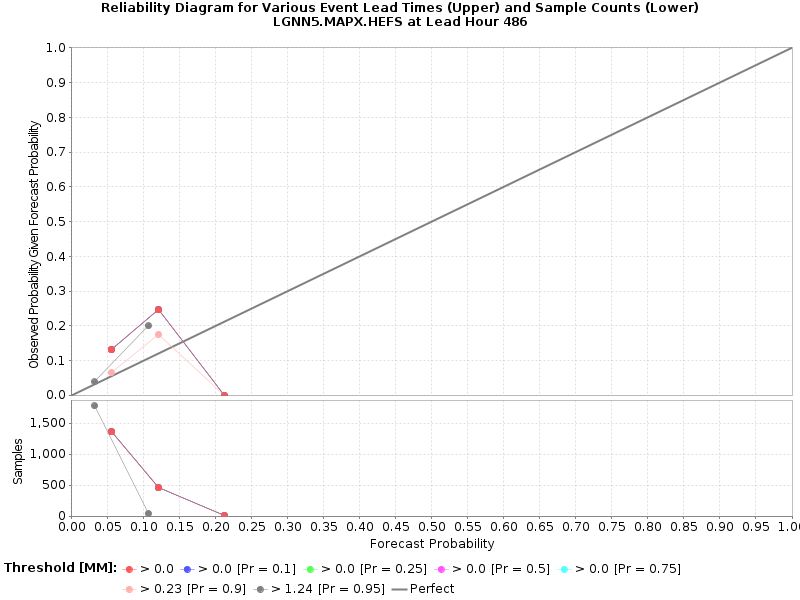 Reliability Diagram for Various Event Lead Times (Upper) and Sample Counts (Lower)
LGNN5.MAPX.HEFS at Lead Hour 486
Observed Probability Given Forecast Probability
1.0
0.9
0.8
0.7
0.6
0.5
0.4
0.3
0.2
0.1
0.0
Samples
1,500
1,000
500
0
0.00 0.05 0.10 0.15 0.20 0.25 0.30 0.35 0.40 0.45 0.50 0.55 0.60 0.65 0.70 0.75 0.80 0.85 0.90 0.95 1.0
Forecast Probability
Threshold [MM]: > 0.0 > 0.0 [Pr = 0.1] > 0.0 [Pr = 0.25] > 0.0 [Pr = 0.5] > 0.0 [Pr = 0.75]
> 0.23 [Pr = 0.9] > 1.24 [Pr = 0.95] Perfect